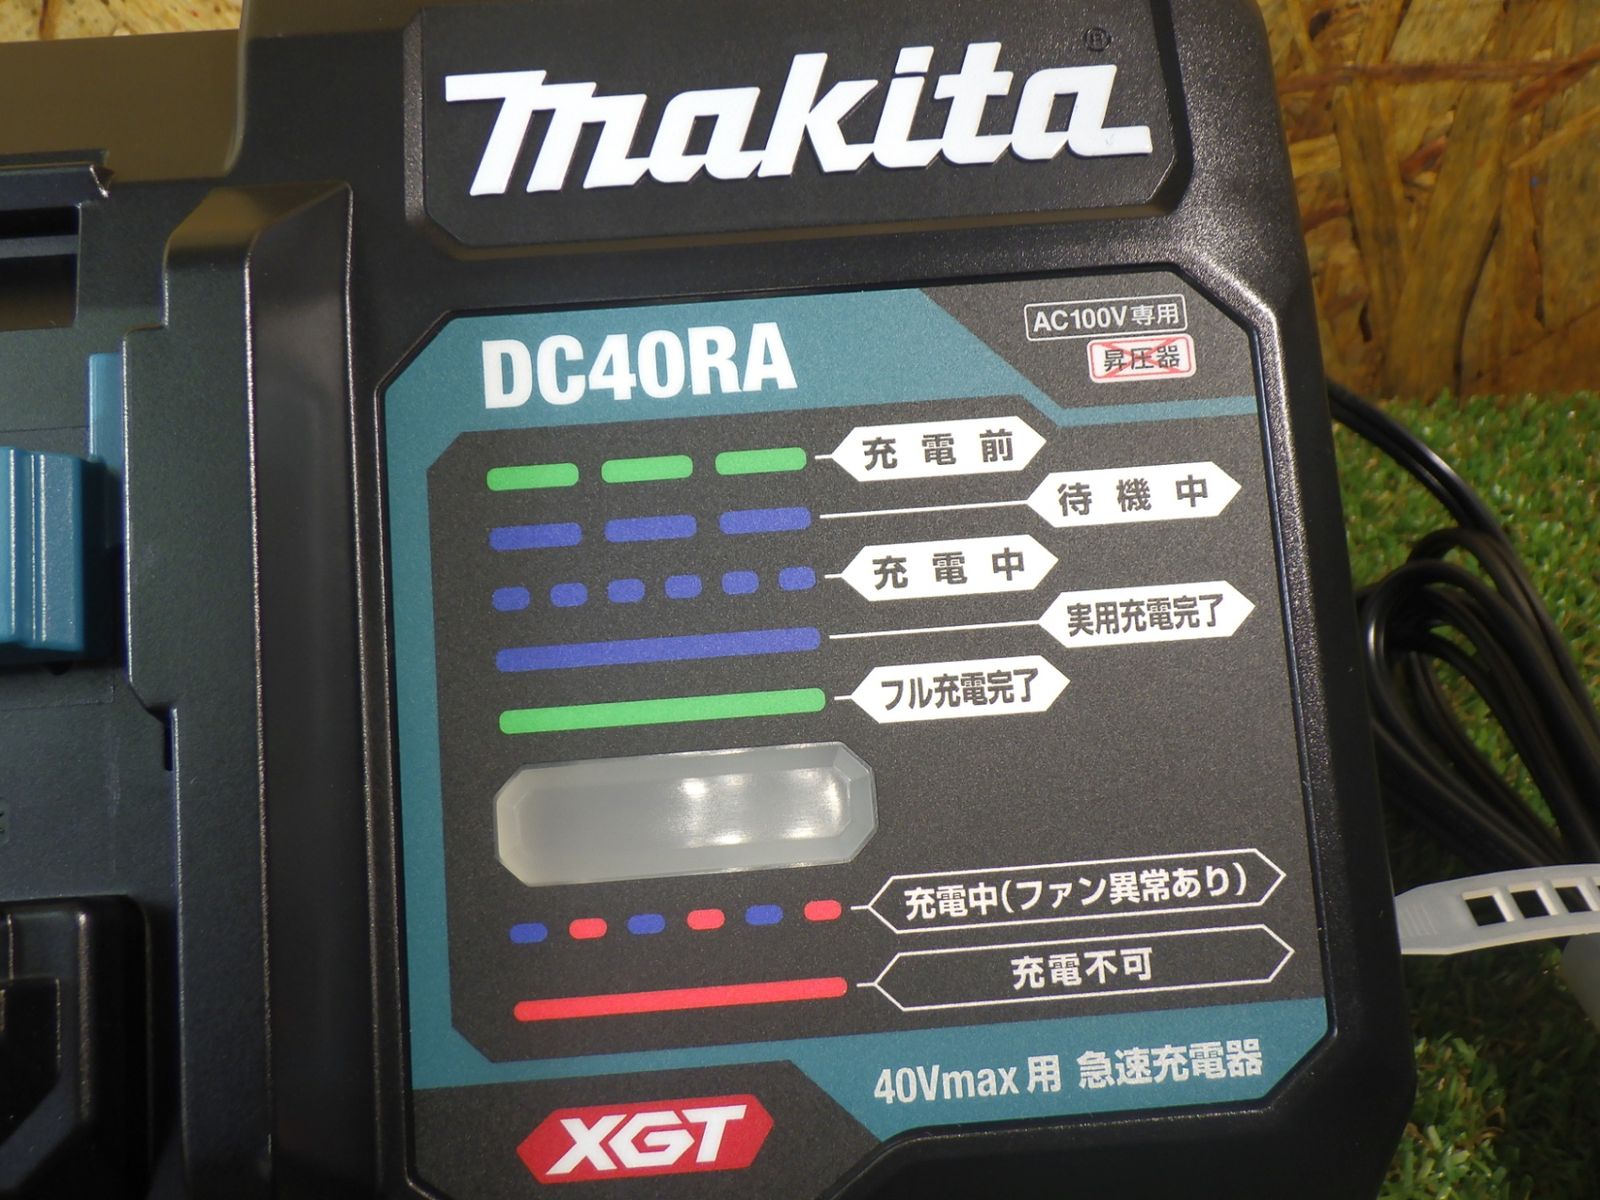 makita®
DC40RA
AC100V専用
昇圧器
充電前
待機中
充電中
実用充電完了
フル充電完了
充電中(ファン異常あり)
充電不可
40Vmax用 急速充電器
XGT